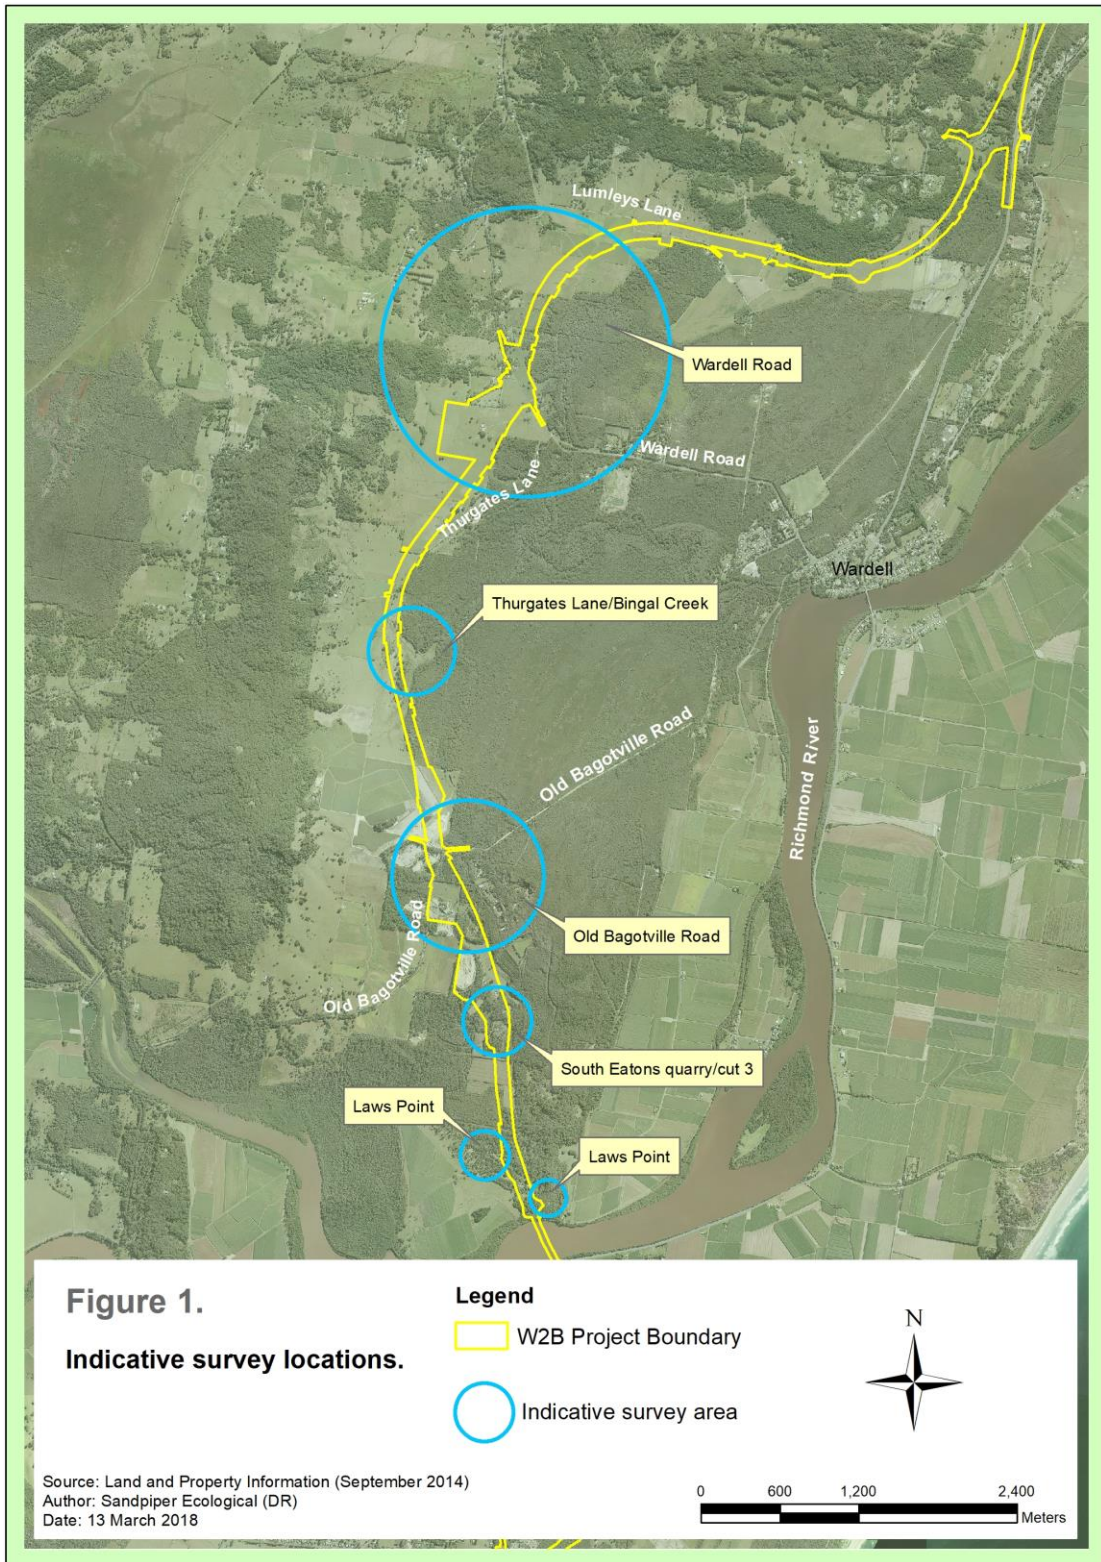 Lumleys Lane
Wardell Road
Wardell Road
Thurgates Lane
Wardell
Thurgates Lane/Bingal Creek
Old Bagotville Road
Richmond River
Old Bagotville Road
Old Bagotville Road
South Eatons quarry/cut 3
Laws Point
Laws Point
Figure 1.
Indicative survey locations.
Legend
W2B Project Boundary
Indicative survey area
N
Source: Land and Property Information (September 2014)
Author: Sandpiper Ecological (DR)
Date: 13 March 2018
0 600 1,200 2,400
Meters